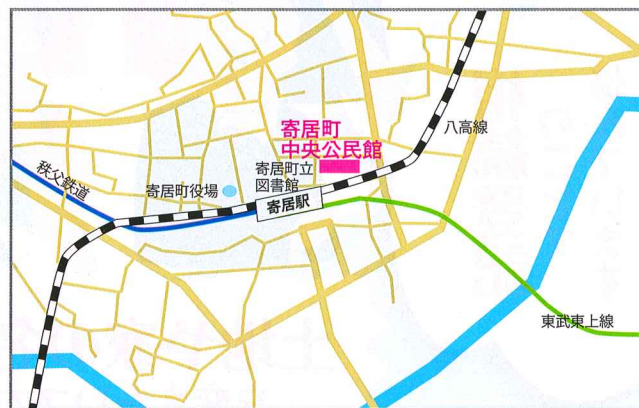 寄居町
中央公民館
八高線
秩父鉄道
寄居町役場
寄居町立
図書館
寄居駅
東武東上線